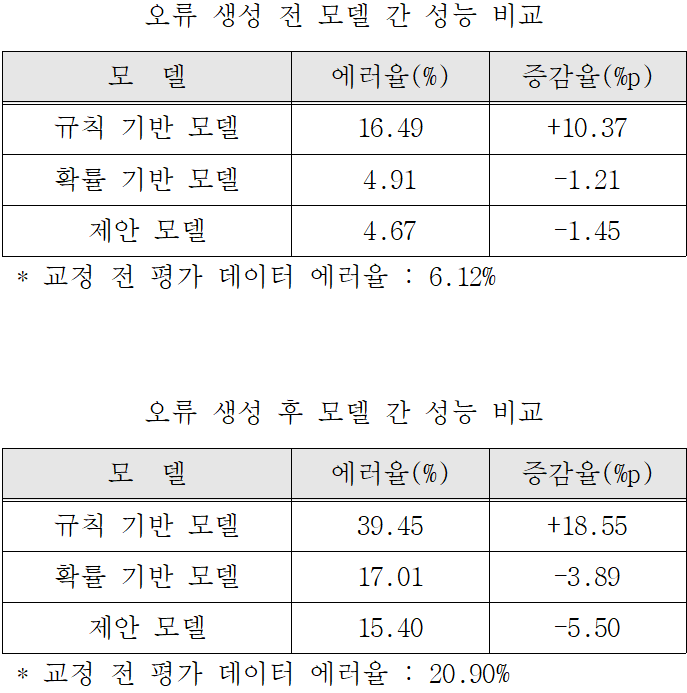 오류 생성 전 모델 간 성능 비교
모 델 에러율(%) 증감율(%p)
규칙 기반 모델 16.49 +10.37
확률 기반 모델 4.91 -1.21
제안 모델 4.67 -1.45
* 교정 전 평가 데이터 에러율 : 6.12%
오류 생성 후 모델 간 성능 비교
모 델 에러율(%) 증감율(%p)
규칙 기반 모델 39.45 +18.55
확률 기반 모델 17.01 -3.89
제안 모델 15.40 -5.50
* 교정 전 평가 데이터 에러율 : 20.90%